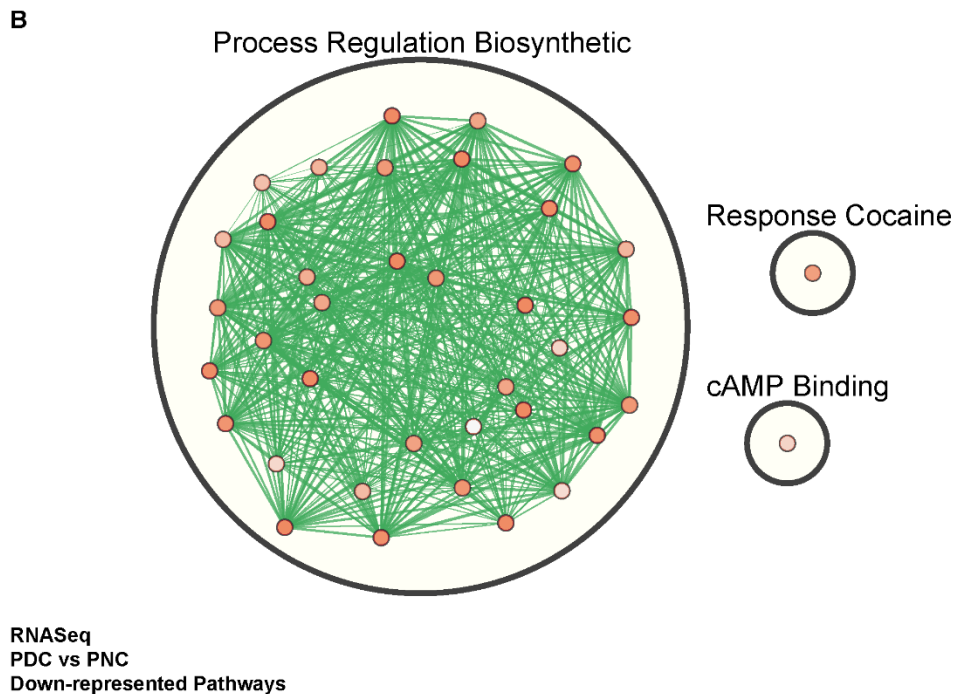 B
Process Regulation Biosynthetic
Response Cocaine
cAMP Binding
RNASeq
PDC vs PNC
Down-represented Pathways